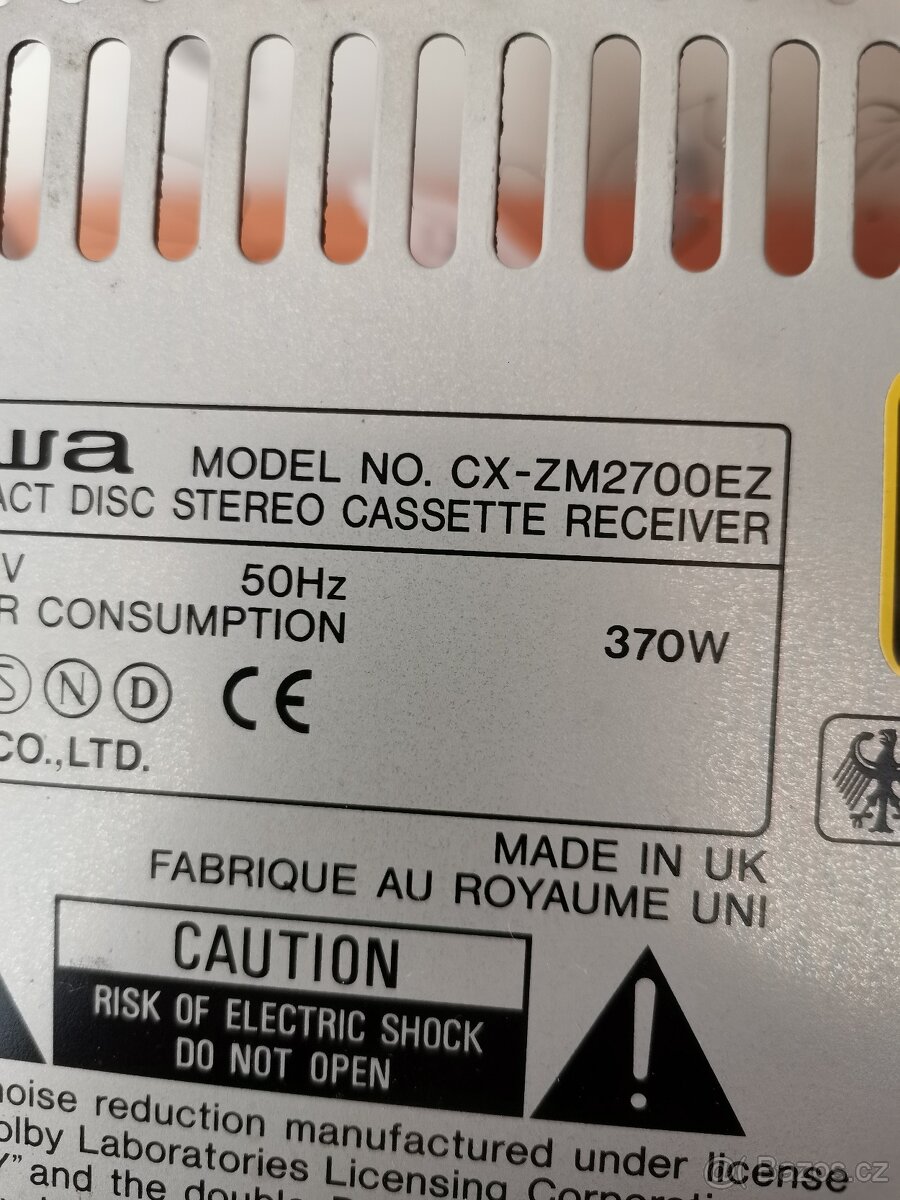 wa MODEL NO. CX-ZM2700EZ
ACT DISC STEREO CASSETTE RECEIVER
V 50Hz
R CONSUMPTION 370W
S N D CE
CO.,LTD.
MADE IN UK
FABRIQUE AU ROYAUME UNI
CAUTION
RISK OF ELECTRIC SHOCK
DO NOT OPEN
noise reduction manufactured under license
olby Laboratories Licensing
Y" and the double
Bazos.cz